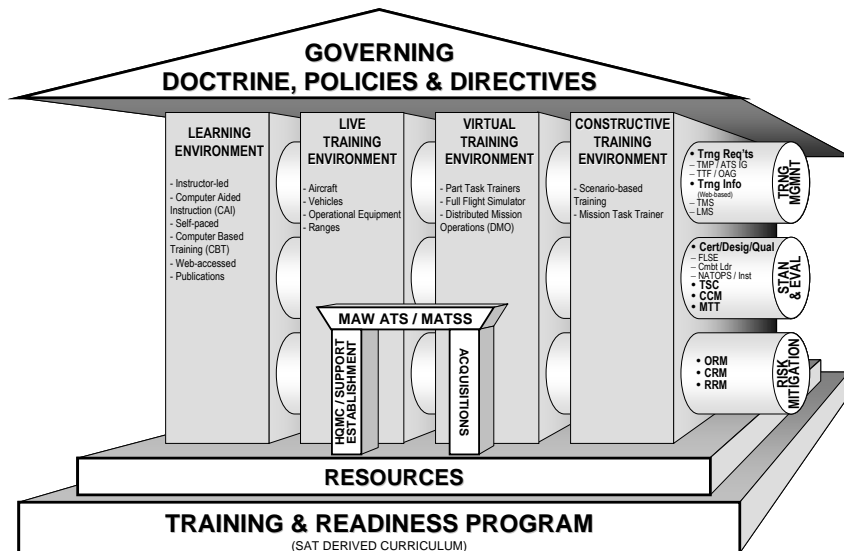 GOVERNING
DOCTRINE, POLICIES & DIRECTIVES
LEARNING
ENVIRONMENT
- Instructor-led
- Computer Aided
Instruction (CAI)
- Self-paced
- Computer Based
Training (CBT)
- Web-accessed
- Publications
LIVE
TRAINING
ENVIRONMENT
- Aircraft
- Vehicles
- Operational Equipment
- Ranges
VIRTUAL
TRAINING
ENVIRONMENT
- Part Task Trainers
- Full Flight Simulator
- Distributed Mission
Operations (DMO)
CONSTRUCTIVE
TRAINING
ENVIRONMENT
- Scenario-based
Training
- Mission Task Trainer
• Trng Req'ts
– TMP / ATS IG
– TTF / OAG
• Trng Info
(Web-based)
– TMS
– LMS
TRNG
MGMNT
• Cert/Desig/Qual
– FLSE
– Cmbt Ldr
– NATOPS / Inst
• TSC
• CCM
• MTT
STAN
& EVAL
• ORM
• CRM
• RRM
RISK
MITIGATION
MAW ATS / MATSS
HQMC / SUPPORT
ESTABLISHMENT
ACQUISITIONS
RESOURCES
TRAINING & READINESS PROGRAM
(SAT DERIVED CURRICULUM)